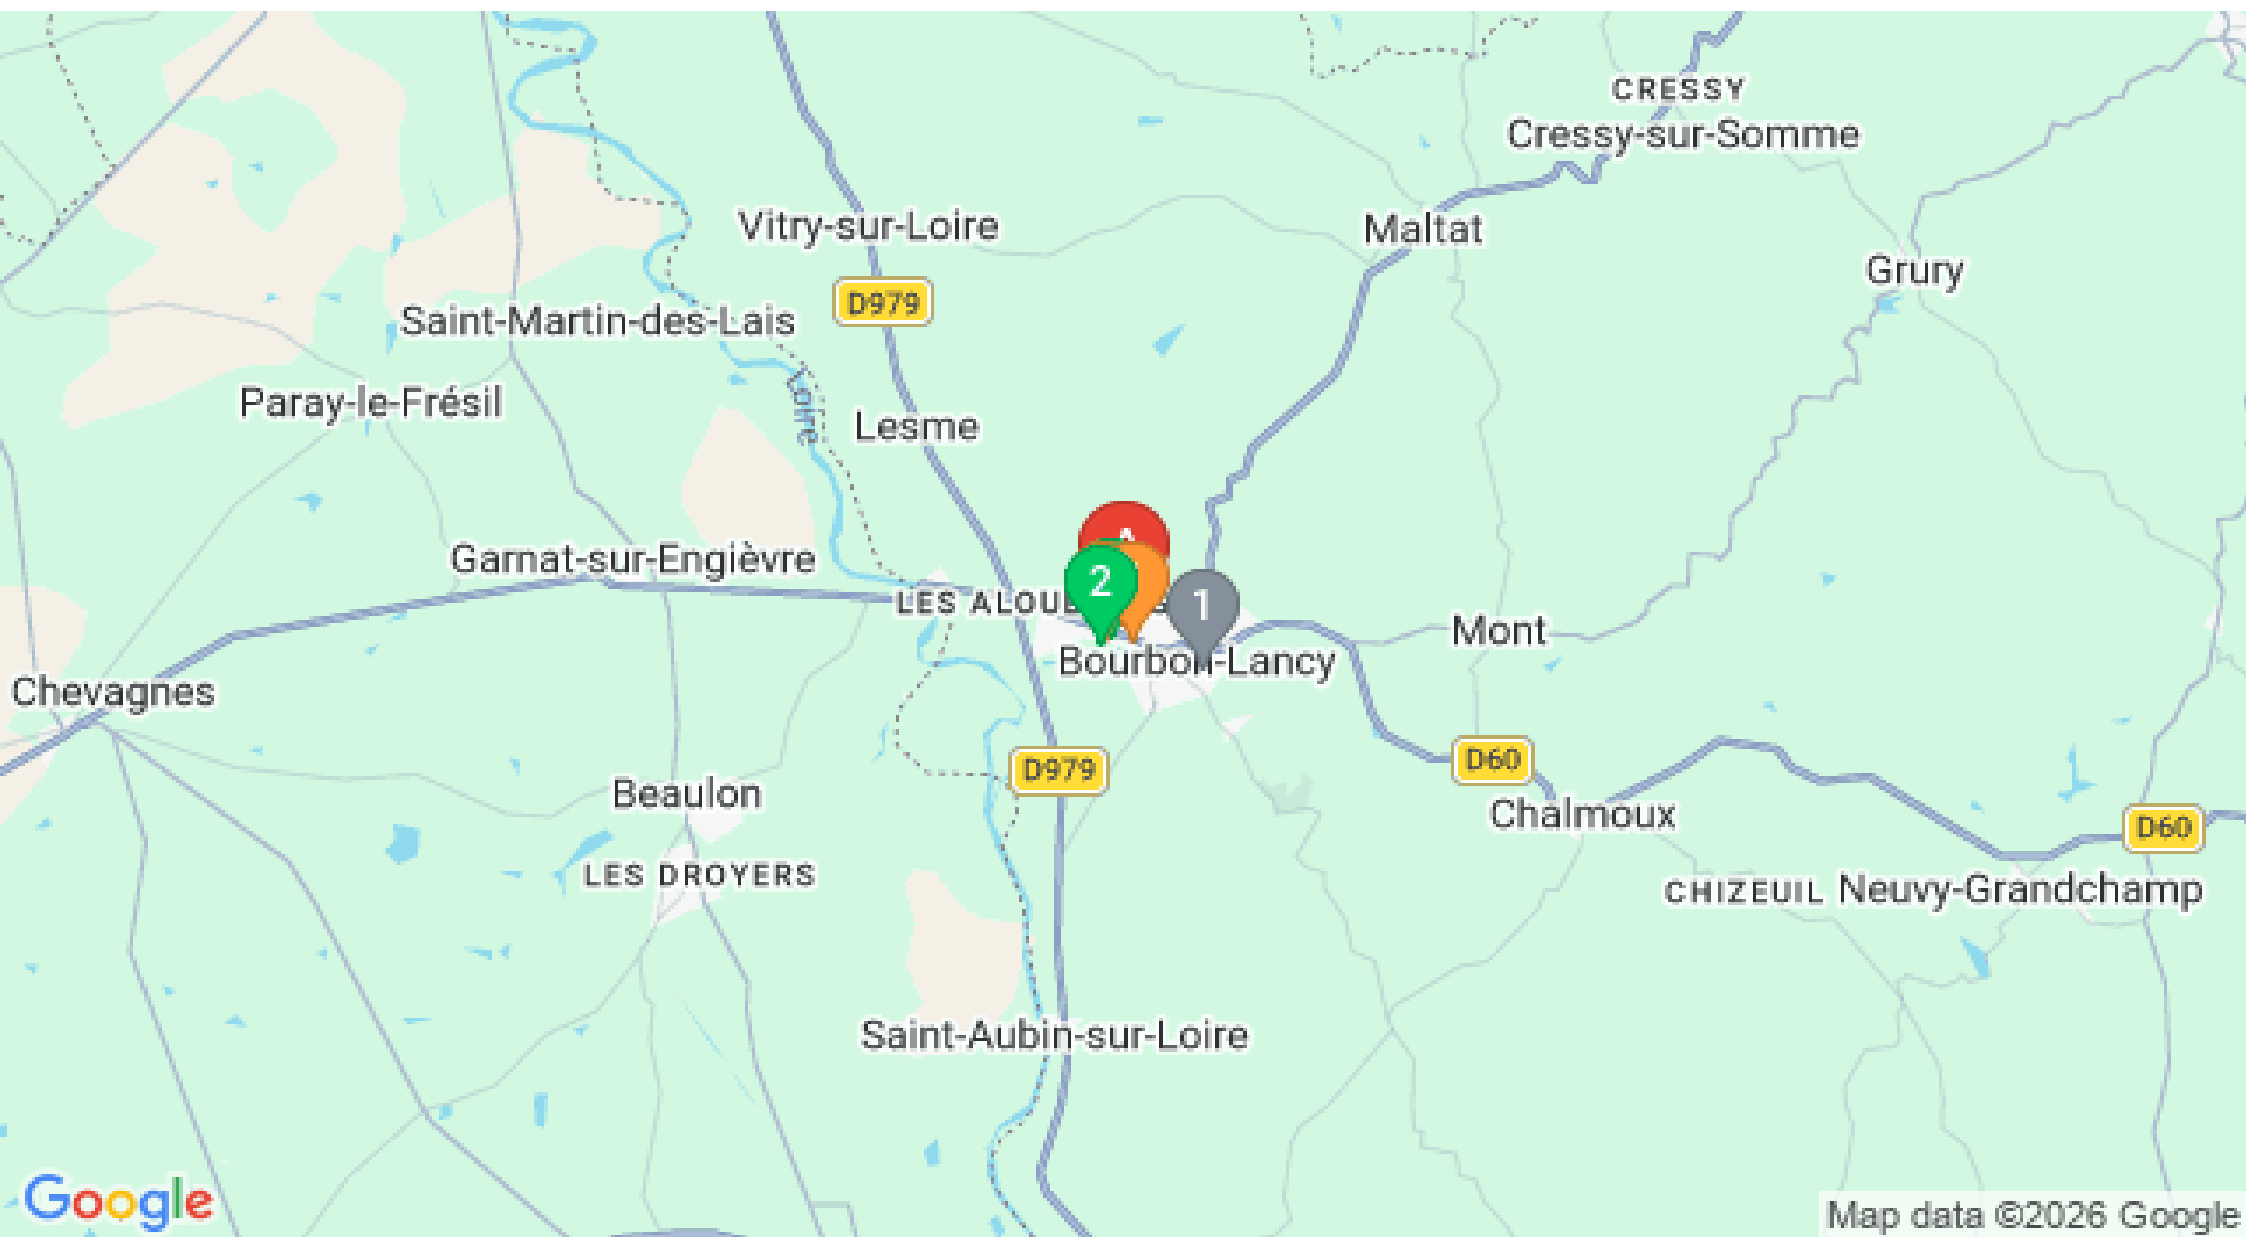 CRESSY
Cressy-sur-Somme
Vitry-sur-Loire
Maltat
Grury
D979
Saint-Martin-des-Lais
Loire
Paray-le-Frésil
Lesme
Garnat-sur-Engièvre
2
1
LES ALOU
Mont
Bourbon-Lancy
Chevagnes
D60
D979
Beaulon
Chalmoux
D60
LES DROYERS
CHIZEUIL Neuvy-Grandchamp
Saint-Aubin-sur-Loire
Google
Map data ©2026 Google